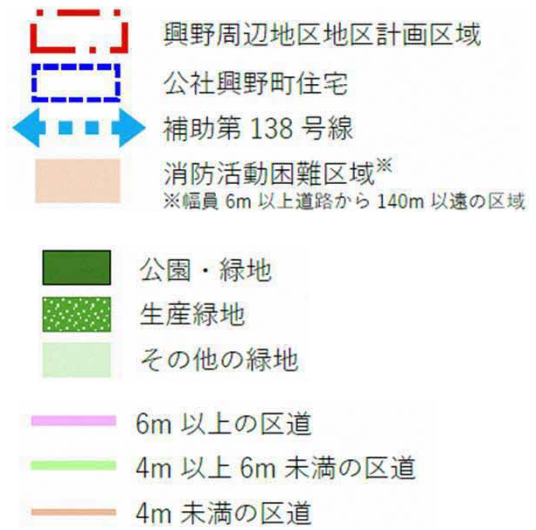 興野周辺地区地区計画区域
公社興野町住宅
補助第 138 号線
消防活動困難区域※
※幅員 6m 以上道路から 140m 以遠の区域
公園・緑地
生産緑地
その他の緑地
6m 以上の区道
4m 以上 6m 未満の区道
4m 未満の区道